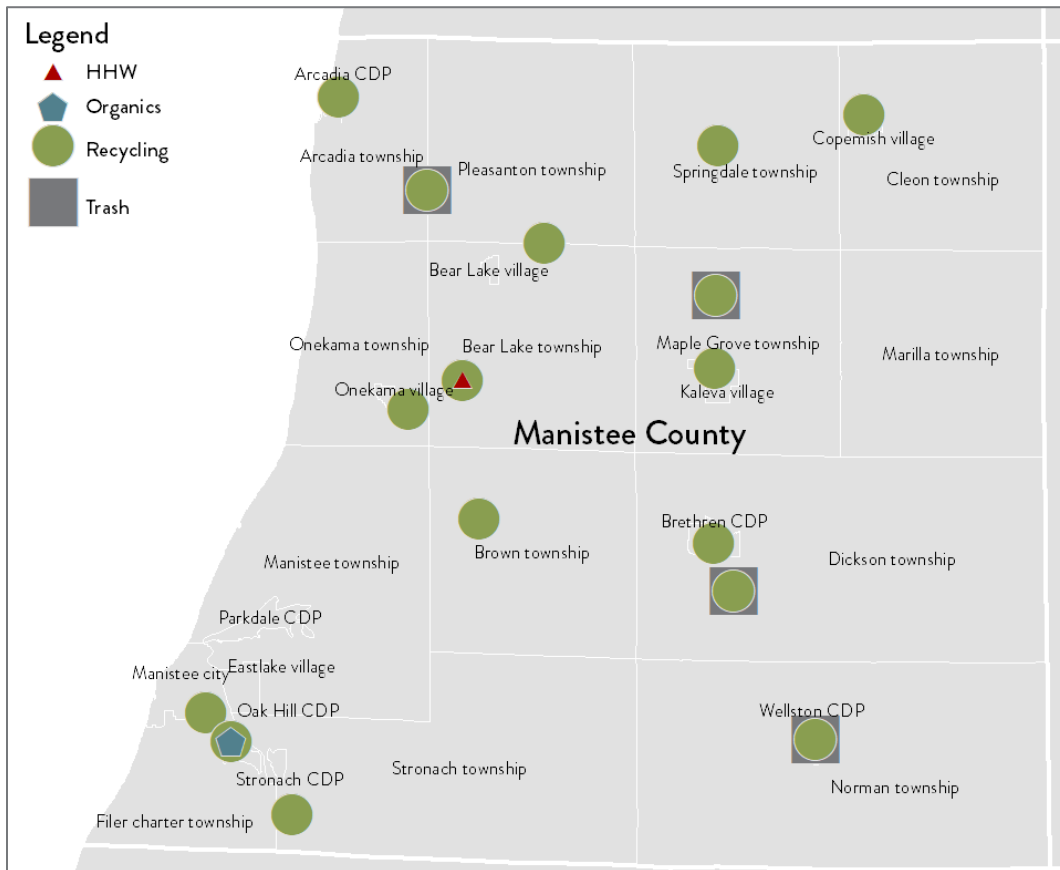 Legend
HHW
Organics
Recycling
Trash
Arcadia CDP
Copemish village
Arcadia township
Pleasanton township
Springdale township
Cleon township
Bear Lake village
Onekama township
Bear Lake township
Maple Grove township
Marilla township
Onekama village
Kaleva village
Manistee County
Brethren CDP
Brown township
Dickson township
Manistee township
Parkdale CDP
Eastlake village
Manistee city
Oak Hill CDP
Wellston CDP
Stronach township
Stronach CDP
Norman township
Filer charter township